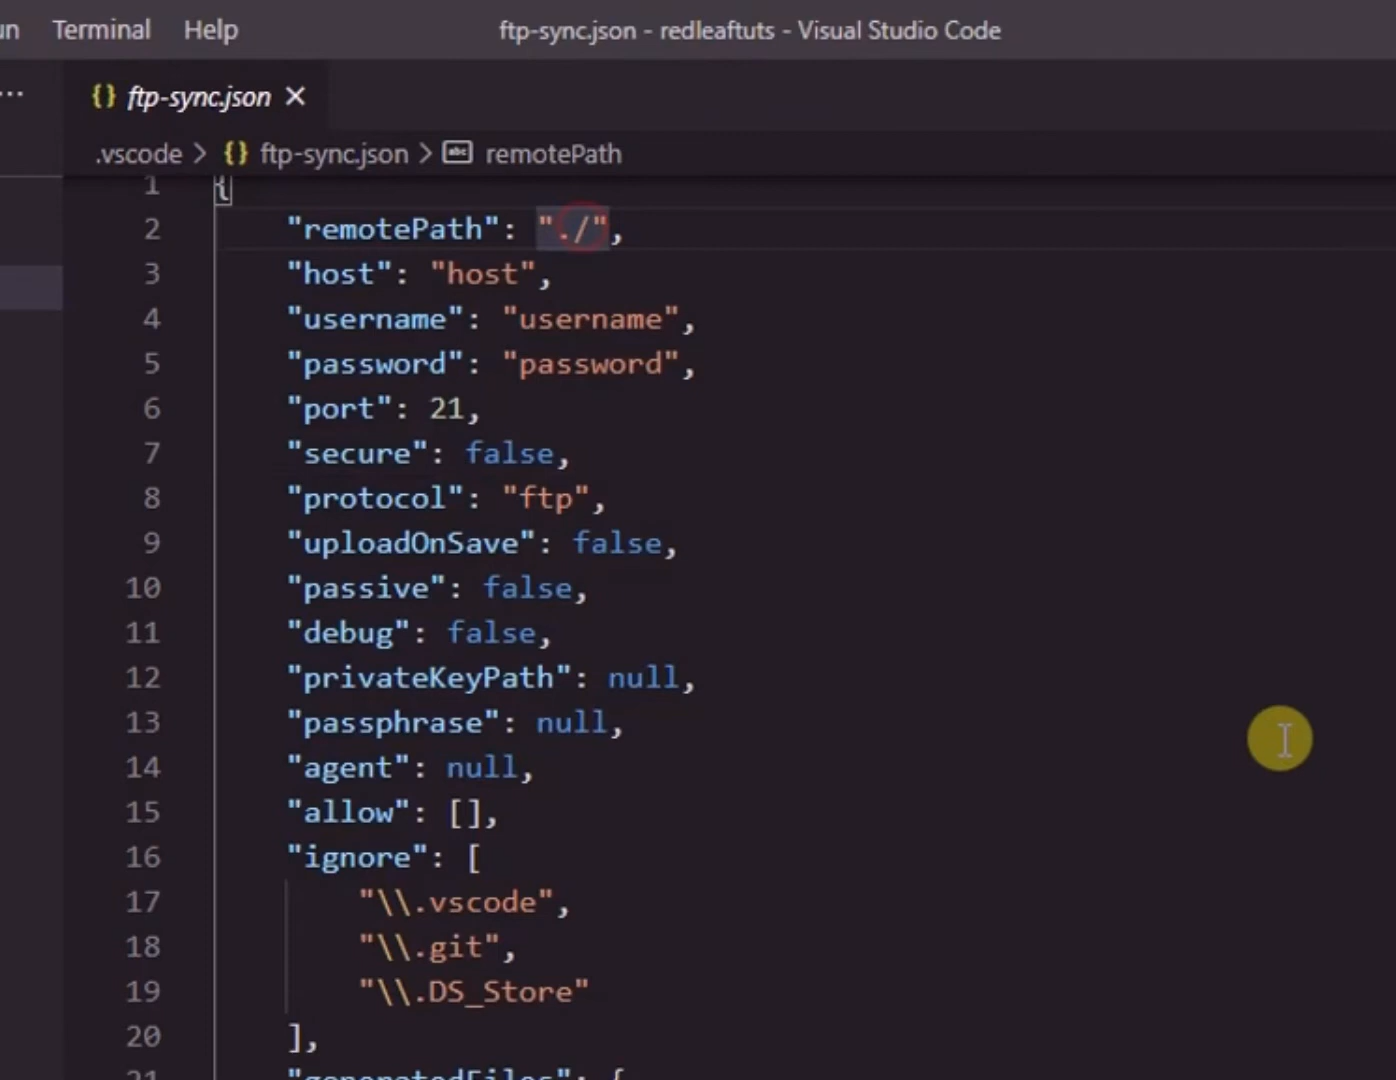 Terminal Help ftp-sync.json - redleaftuts - Visual Studio Code
··· {} ftp-sync.json ×
.vscode > {} ftp-sync.json > abc remotePath
1 {
2 "remotePath": "./",
3 "host": "host",
4 "username": "username",
5 "password": "password",
6 "port": 21,
7 "secure": false,
8 "protocol": "ftp",
9 "uploadOnSave": false,
10 "passive": false,
11 "debug": false,
12 "privateKeyPath": null,
13 "passphrase": null,
14 "agent": null,
15 "allow": [],
16 "ignore": [
17 "\\.vscode",
18 "\\.git",
19 "\\.DS_Store"
20 ],
21 "generatedFiles": {